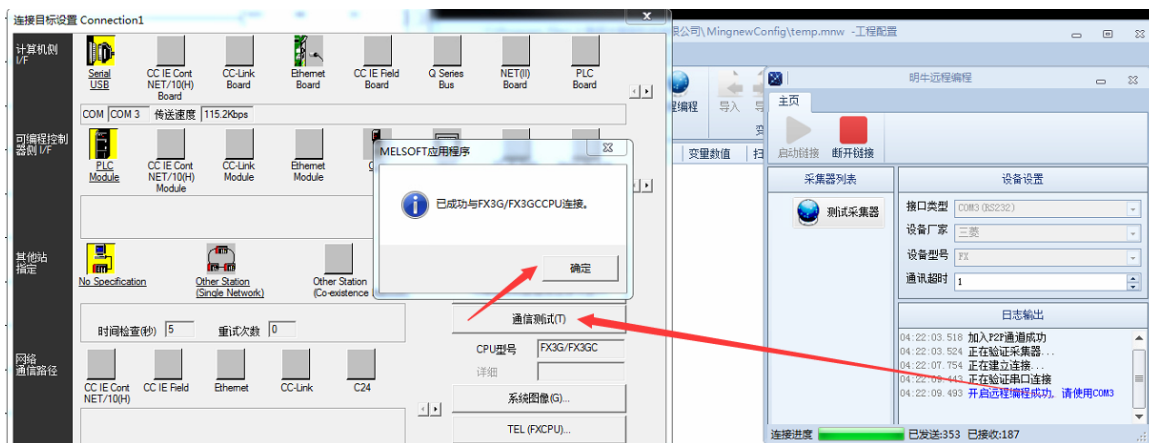 连接目标设置 Connection1
限公司\MingnewConfig\temp.mnw -工程配置
计算机侧
I/F
Serial
USB
CC IE Cont
NET/10(H)
Board
CC-Link
Board
Ethernet
Board
CC IE Field
Board
Q Series
Bus
NET(II)
Board
PLC
Board
COM COM 3 传送速度 115.2Kbps
可编程控制
器侧 I/F
PLC
Module
CC IE Cont
NET/10(H)
Module
CC-Link
Module
Ethernet
Module
MELSOFT应用程序
已成功与FX3G/FX3GCCPU连接。
确定
其他站
指定
No Specification
Other Station
(Single Network)
Other Station
(Co-existence
时间检查(秒) 5 重试次数 0
通信测试(T)
CPU型号 FX3G/FX3GC
详细
网络
通信路径
CC IE Cont
NET/10(H)
CC IE Field
Ethernet
CC-Link
C24
系统图像(G)...
TEL (FXCPU)...
程编程
导入
变量数值
明牛远程编程
主页
启动链接
断开链接
采集器列表
测试采集器
设备设置
接口类型 COM3(RS232)
设备厂家 三菱
设备型号 FX
通讯超时 1
日志输出
04:22:03.518 加入P2P通道成功
04:22:03.524 正在验证采集器...
04:22:07.754 正在建立连接...
04:22:09.443 正在验证串口连接
04:22:09.493 开启远程编程成功, 请使用COM3
连接进度
已发送:353 已接收:187